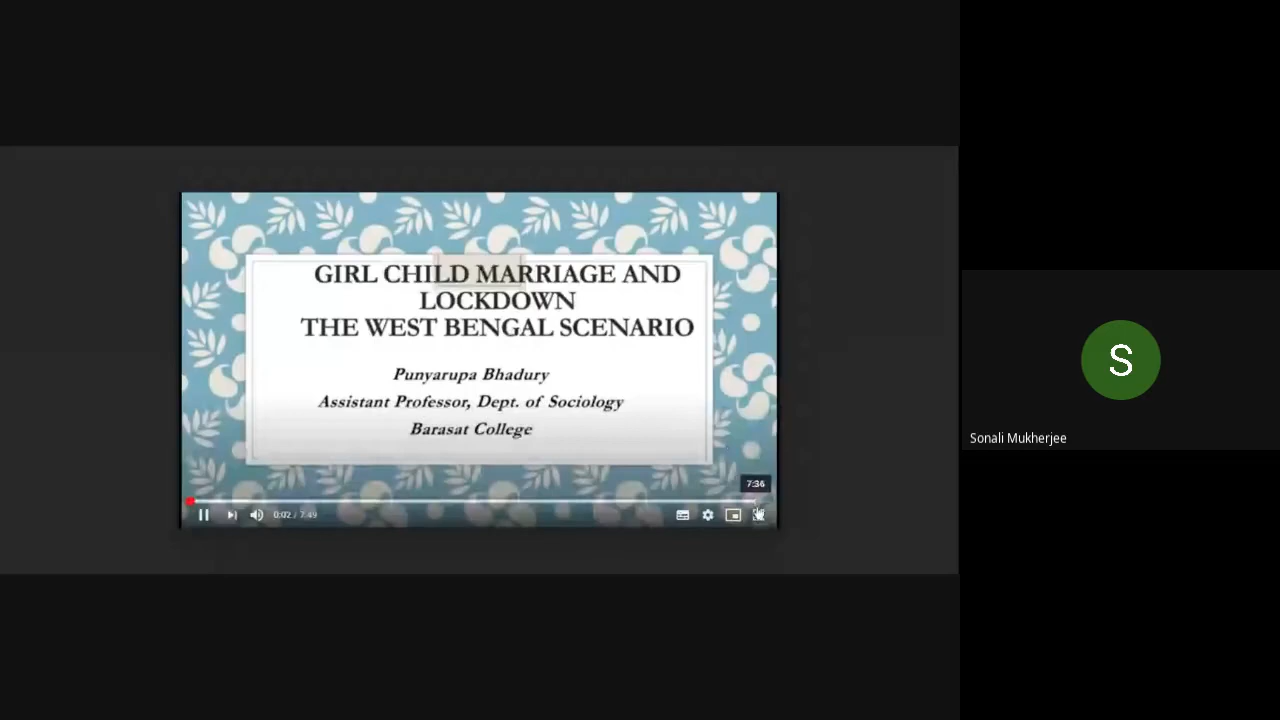 GIRL CHILD MARRIAGE AND
LOCKDOWN
THE WEST BENGAL SCENARIO
Punyarupa Bhadury
Assistant Professor, Dept. of Sociology
Barasat College
7:36
0:02 / 7:49
S
Sonali Mukherjee